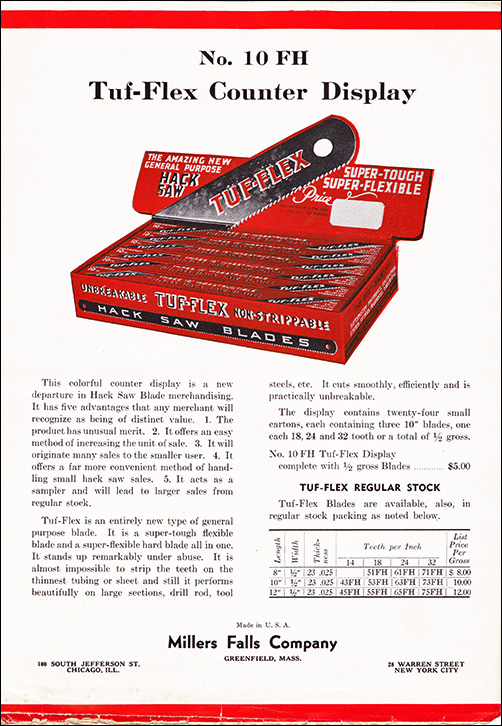 No. 10 FH
Tuf-Flex Counter Display
THE AMAZING NEW
GENERAL PURPOSE
HACK
SAW
TUF-FLEX
SUPER-TOUGH
SUPER-FLEXIBLE
Price
UNBREAKABLE TUF-FLEX NON-STRIPPABLE
HACK SAW BLADES
This colorful counter display is a new
departure in Hack Saw Blade merchandising.
It has five advantages that any merchant will
recognize as being of distinct value. 1. The
product has unusual merit. 2. It offers an easy
method of increasing the unit of sale. 3. It will
originate many sales to the smaller user. 4. It
offers a far more convenient method of hand-
ling small hack saw sales. 5. It acts as a
sampler and will lead to larger sales from
regular stock.
Tuf-Flex is an entirely new type of general
purpose blade. It is a super-tough flexible
blade and a super-flexible hard blade all in one.
It stands up remarkably under abuse. It is
almost impossible to strip the teeth on the
thinnest tubing or sheet and still it performs
beautifully on large sections, drill rod, tool
steels, etc. It cuts smoothly, efficiently and is
practically unbreakable.
The display contains twenty-four small
cartons, each containing three 10" blades, one
each 18, 24 and 32 tooth or a total of ½ gross.
No. 10 FH Tuf-Flex Display
complete with ½ gross Blades ............ $5.00
TUF-FLEX REGULAR STOCK
Tuf-Flex Blades are available, also, in
regular stock packing as noted below.
Length Width Thick-ness Teeth per Inch List Price Per Gross
14 18 24 32
8" ½" 23 .025 51FH 61FH 71FH $ 8.00
10" ½" 23 .025 43FH 53FH 63FH 73FH 10.00
12" ½" 23 .025 45FH 55FH 65FH 75FH 12.00
Made in U. S. A.
Millers Falls Company
GREENFIELD, MASS.
100 SOUTH JEFFERSON ST.
CHICAGO, ILL.
28 WARREN STREET
NEW YORK CITY